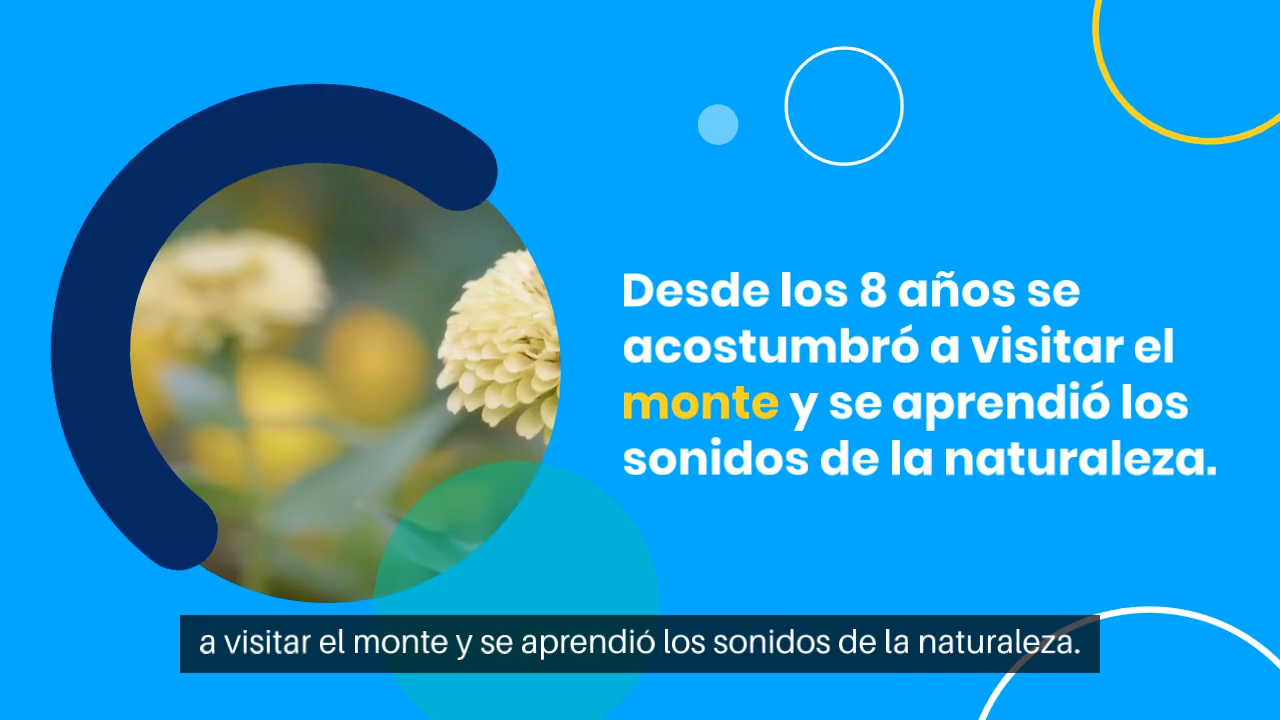 Desde los 8 años se
acostumbró a visitar el
monte y se aprendió los
sonidos de la naturaleza.
a visitar el monte y se aprendió los sonidos de la naturaleza.